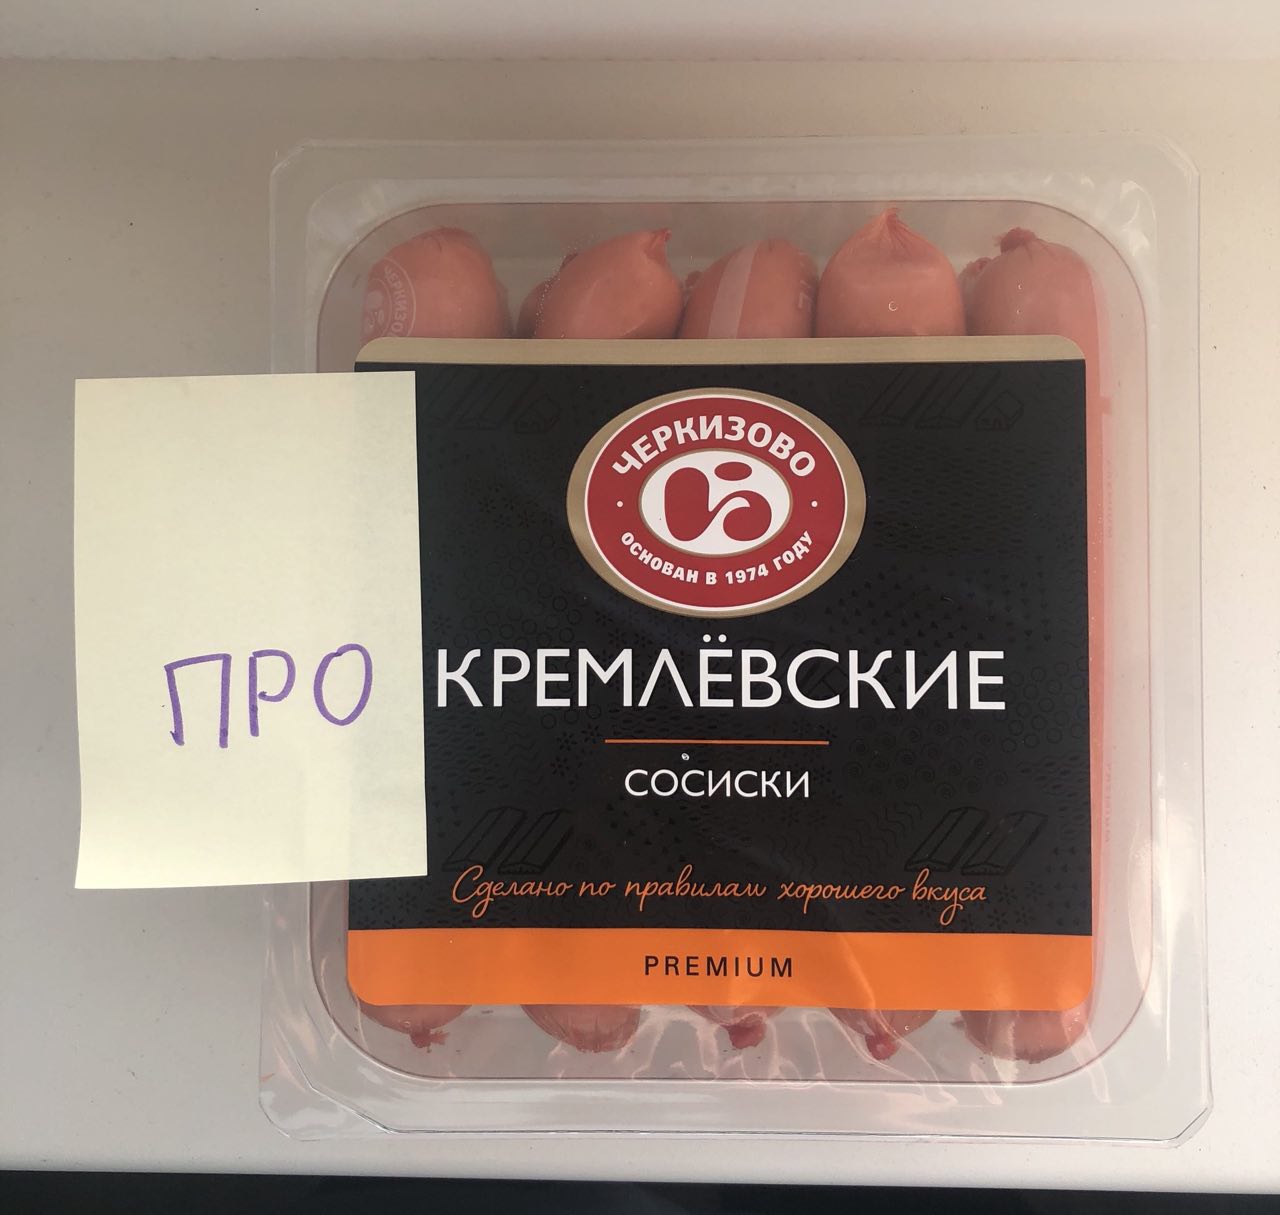 ЧЕРКИЗОВО
ОСНОВАН В 1974 ГОДУ
ПРО КРЕМЛЁВСКИЕ
СОСИСКИ
Сделано по правилам хорошего вкуса
PREMIUM